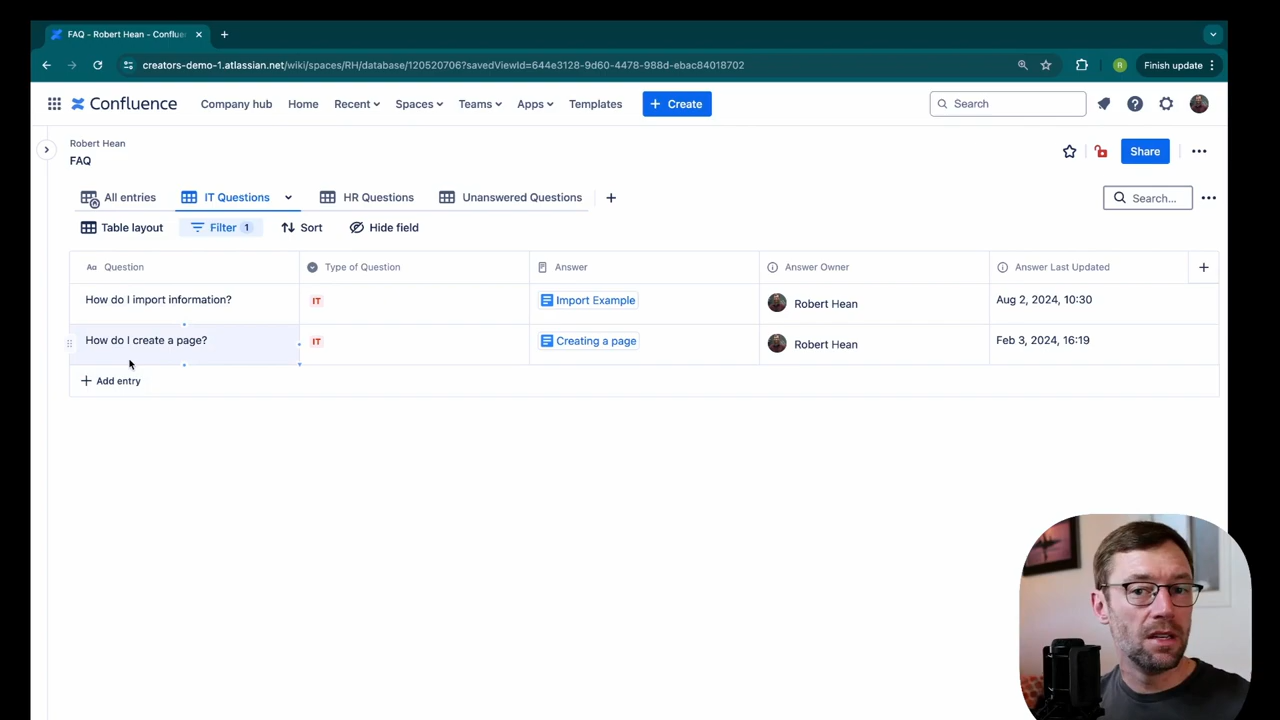 FAQ - Robert Hean - Conflue
creators-demo-1.atlassian.net/wiki/spaces/RH/database/120520706?savedViewId=644e3128-9d60-4478-988d-ebac84018702
R
Finish update
Confluence
Company hub
Home
Recent
Spaces
Teams
Apps
Templates
+ Create
Search
Robert Hean
FAQ
Share
All entries
IT Questions
HR Questions
Unanswered Questions
Search...
Table layout
Filter 1
Sort
Hide field
Aa Question
Type of Question
Answer
Answer Owner
Answer Last Updated
How do I import information?
IT
Import Example
Robert Hean
Aug 2, 2024, 10:30
How do I create a page?
IT
Creating a page
Robert Hean
Feb 3, 2024, 16:19
+ Add entry